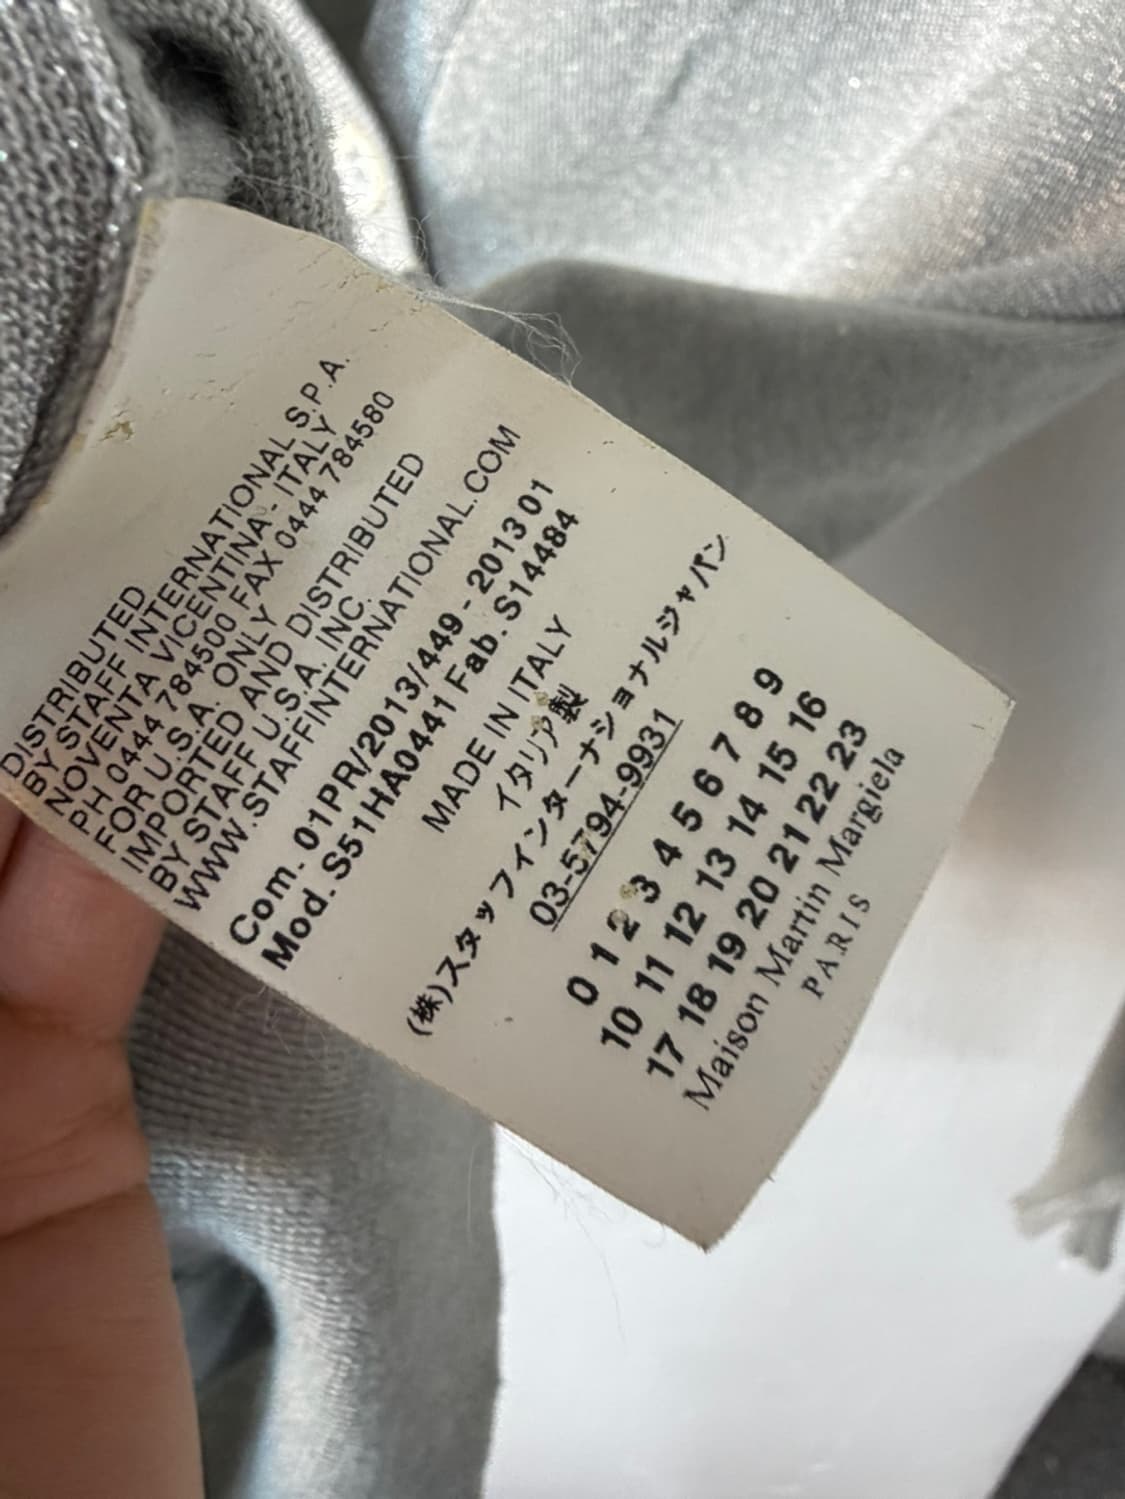 DISTRIBUTED
BY STAFF INTERNATIONAL S.P.A.
NOVENTA VICENTINA - ITALY
PH 0444 784500 FAX 0444 784580
FOR U.S.A. ONLY
IMPORTED AND DISTRIBUTED
BY STAFF U.S.A. INC.
WWW.STAFFINTERNATIONAL.COM
Com. 01PR/2013/449 - 2013 01
Mod. S51HA0441 Fab. S14484
MADE IN ITALY
イタリア製
(株)スタッフインターナショナルジャパン
03-5794-9931
0 1 2 3 4 5 6 7 8 9
10 11 12 13 14 15 16
17 18 19 20 21 22 23
Maison Martin Margiela
PARIS